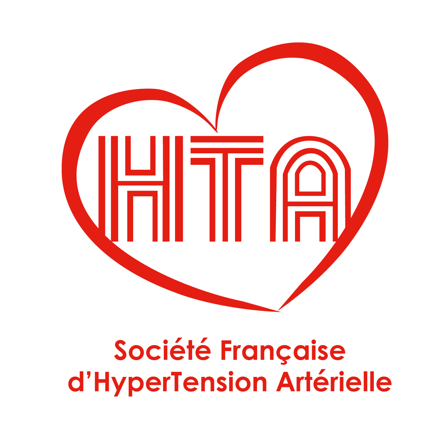 HTA
Société Française
d’HyperTension Artérielle